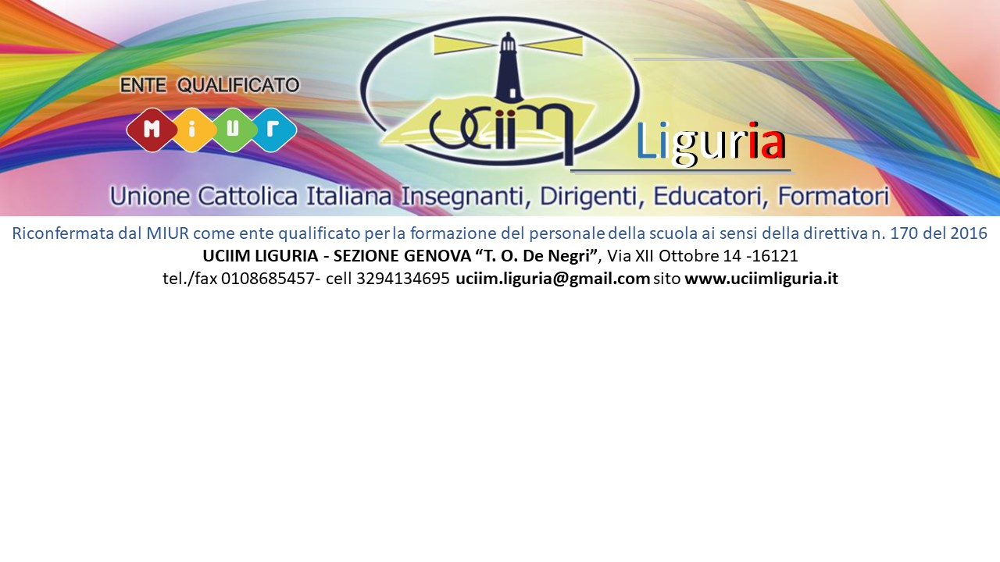 ENTE QUALIFICATO
MIUR
UCIIM
Liguria
Unione Cattolica Italiana Insegnanti, Dirigenti, Educatori, Formatori
Riconfermata dal MIUR come ente qualificato per la formazione del personale della scuola ai sensi della direttiva n. 170 del 2016
UCIIM LIGURIA - SEZIONE GENOVA “T. O. De Negri”, Via XII Ottobre 14 -16121
tel./fax 0108685457- cell 3294134695 uciim.liguria@gmail.com sito www.uciimliguria.it